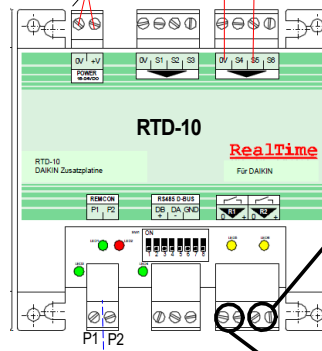 0V +V
POWER
15-24VDC
0V S1 S2 S3
0V S4 S5 S6
RTD-10
RealTime
RTD-10
DAIKIN Zusatzplatine
Für DAIKIN
REMCON
P1 P2
RS485 D-BUS
DB DA GND
+ -
R1
R2
ON
1 2 3 4 5 6 7 8
P1 P2